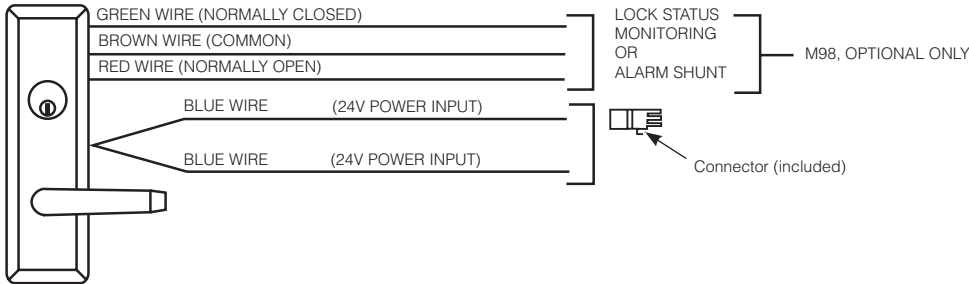 GREEN WIRE (NORMALLY CLOSED)
BROWN WIRE (COMMON)
RED WIRE (NORMALLY OPEN)
LOCK STATUS
MONITORING
OR
ALARM SHUNT
M98, OPTIONAL ONLY
BLUE WIRE (24V POWER INPUT)
BLUE WIRE (24V POWER INPUT)
Connector (included)